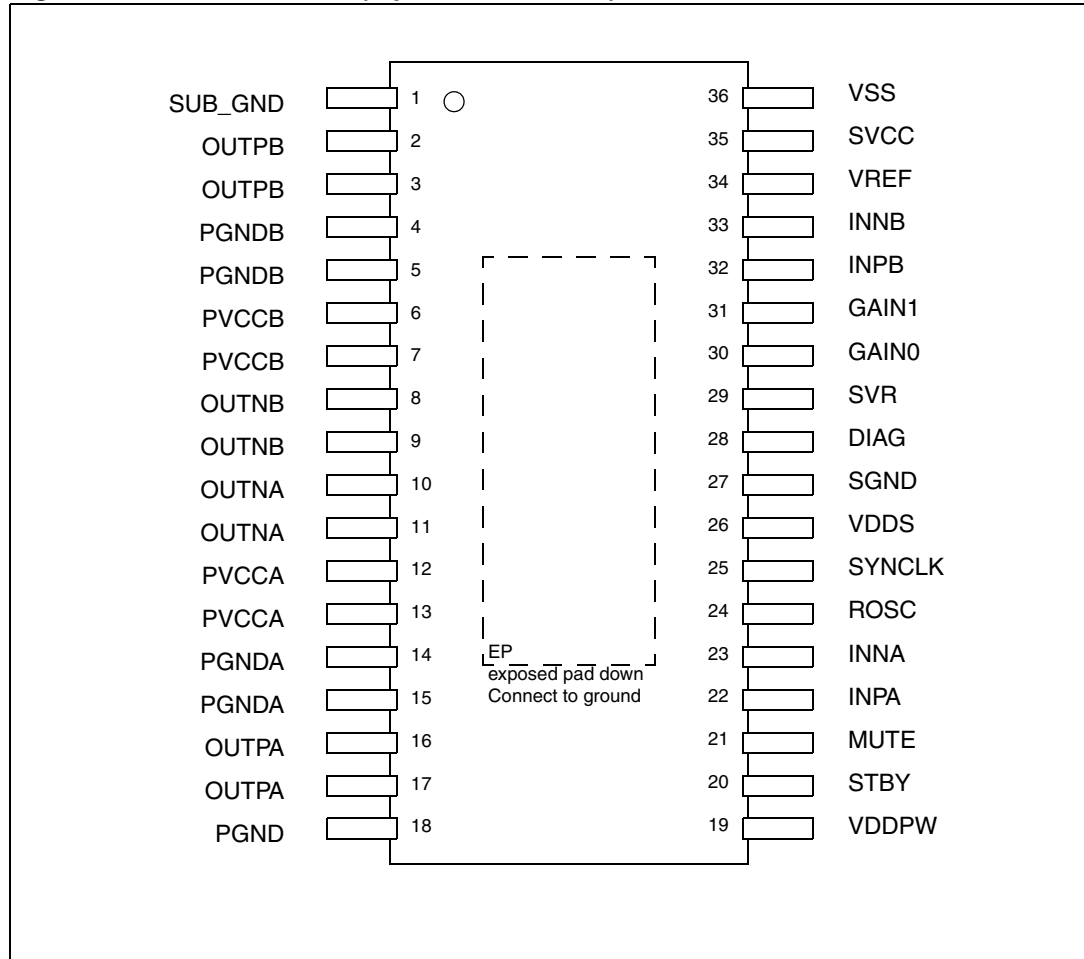 SUB_GND 1 36 VSS
OUTPB 2 35 SVCC
OUTPB 3 34 VREF
PGNDB 4 33 INNB
PGNDB 5 32 INPB
PVCCB 6 31 GAIN1
PVCCB 7 30 GAIN0
OUTNB 8 29 SVR
OUTNB 9 28 DIAG
OUTNA 10 27 SGND
OUTNA 11 26 VDDS
PVCCA 12 25 SYNCLK
PVCCA 13 24 ROSC
PGNDA 14 23 INNA
EP
exposed pad down
Connect to ground
PGNDA 15 22 INPA
OUTPA 16 21 MUTE
OUTPA 17 20 STBY
PGND 18 19 VDDPW